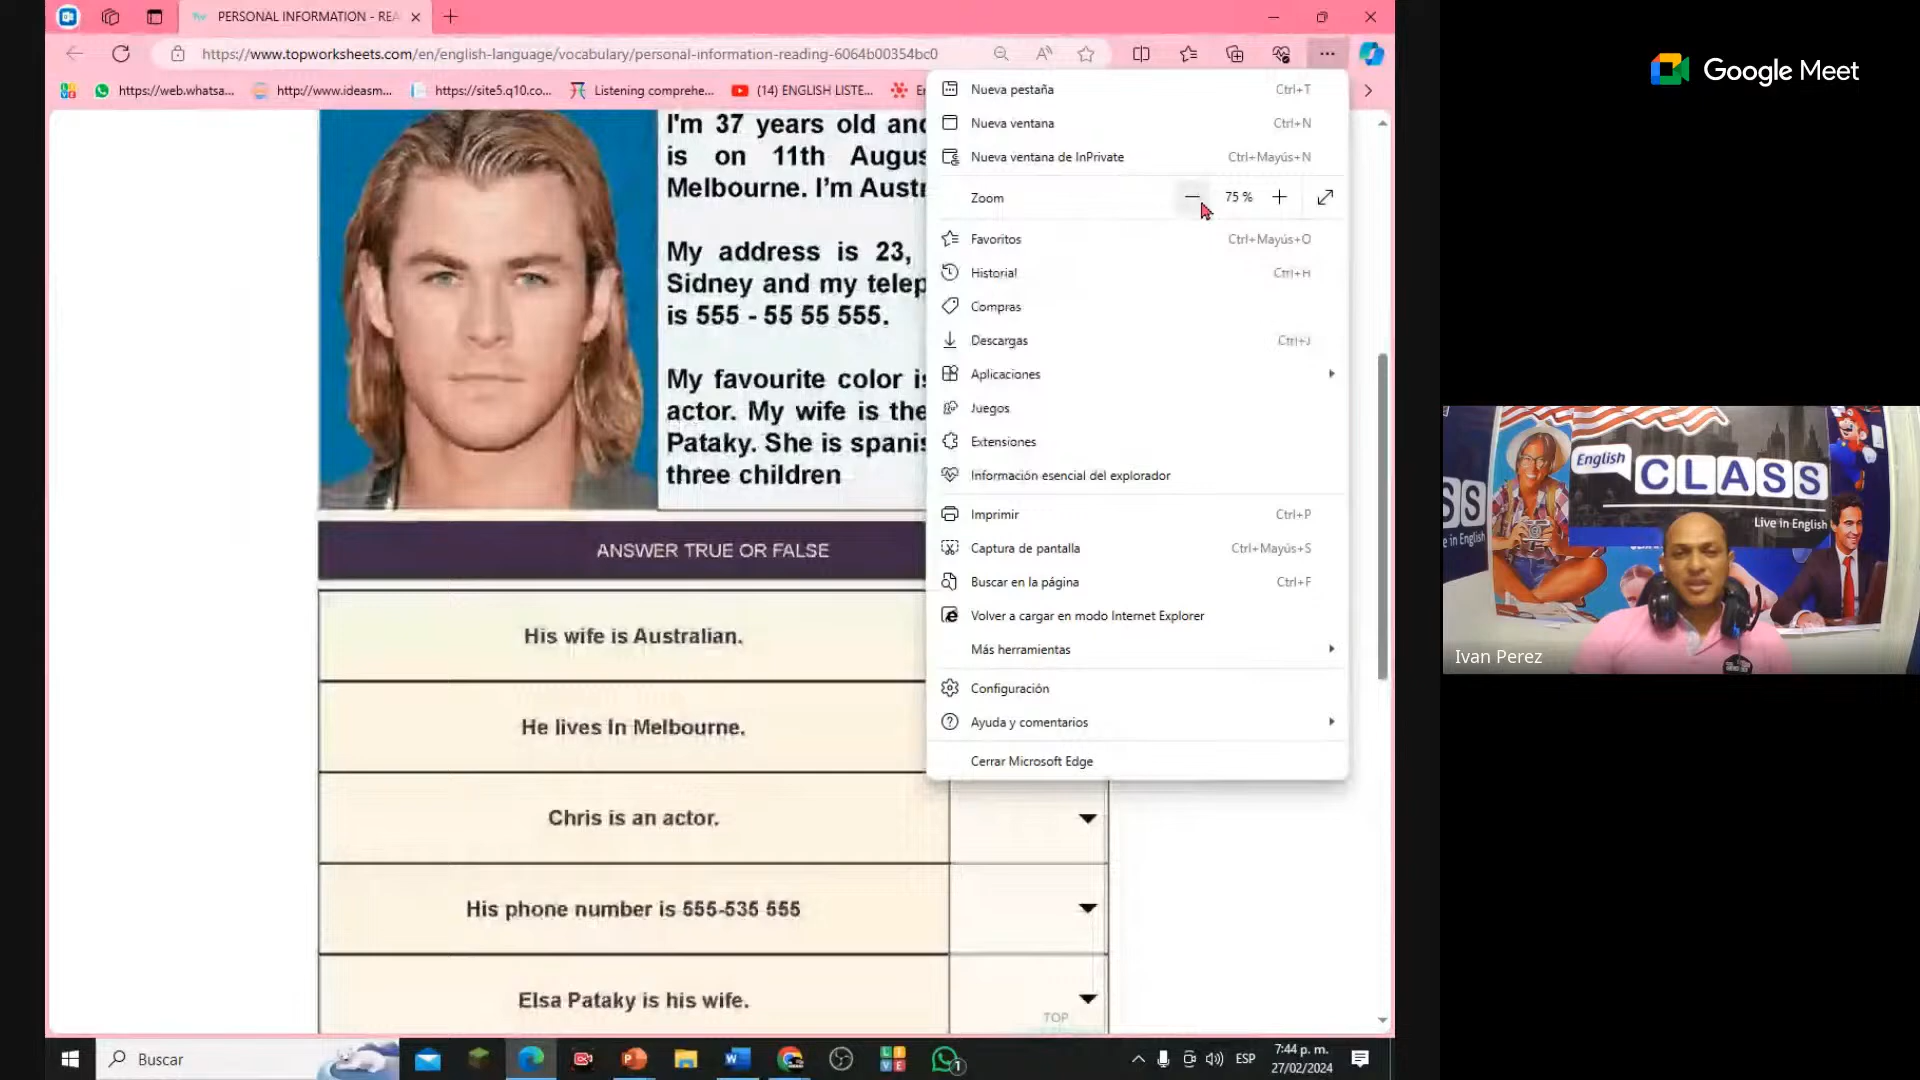 PERSONAL INFORMATION - REA
https://www.topworksheets.com/en/english-language/vocabulary/personal-information-reading-6064b00354bc0
https://web.whatsa...
http://www.ideasm...
https://site5.q10.co...
Listening comprehe...
(14) ENGLISH LISTE...
I'm 37 years old and
is on 11th Augus
Melbourne. I'm Austr
My address is 23,
Sidney and my telep
is 555 - 55 55 555.
My favourite color is
actor. My wife is the
Pataky. She is spanis
three children
ANSWER TRUE OR FALSE
His wife is Australian.
He lives In Melbourne.
Chris is an actor.
His phone number is 555-535 555
Elsa Pataky is his wife.
TOP
Nueva pestaña Ctrl+T
Nueva ventana Ctrl+N
Nueva ventana de InPrivate Ctrl+Mayús+N
Zoom 75 %
Favoritos Ctrl+Mayús+O
Historial Ctrl+H
Compras
Descargas Ctrl+J
Aplicaciones
Juegos
Extensiones
Información esencial del explorador
Imprimir Ctrl+P
Captura de pantalla Ctrl+Mayús+S
Buscar en la página Ctrl+F
Volver a cargar en modo Internet Explorer
Más herramientas
Configuración
Ayuda y comentarios
Cerrar Microsoft Edge
Buscar
ESP
7:44 p. m.
27/02/2024
Google Meet
English
CLASS
Live in English
Ivan Perez